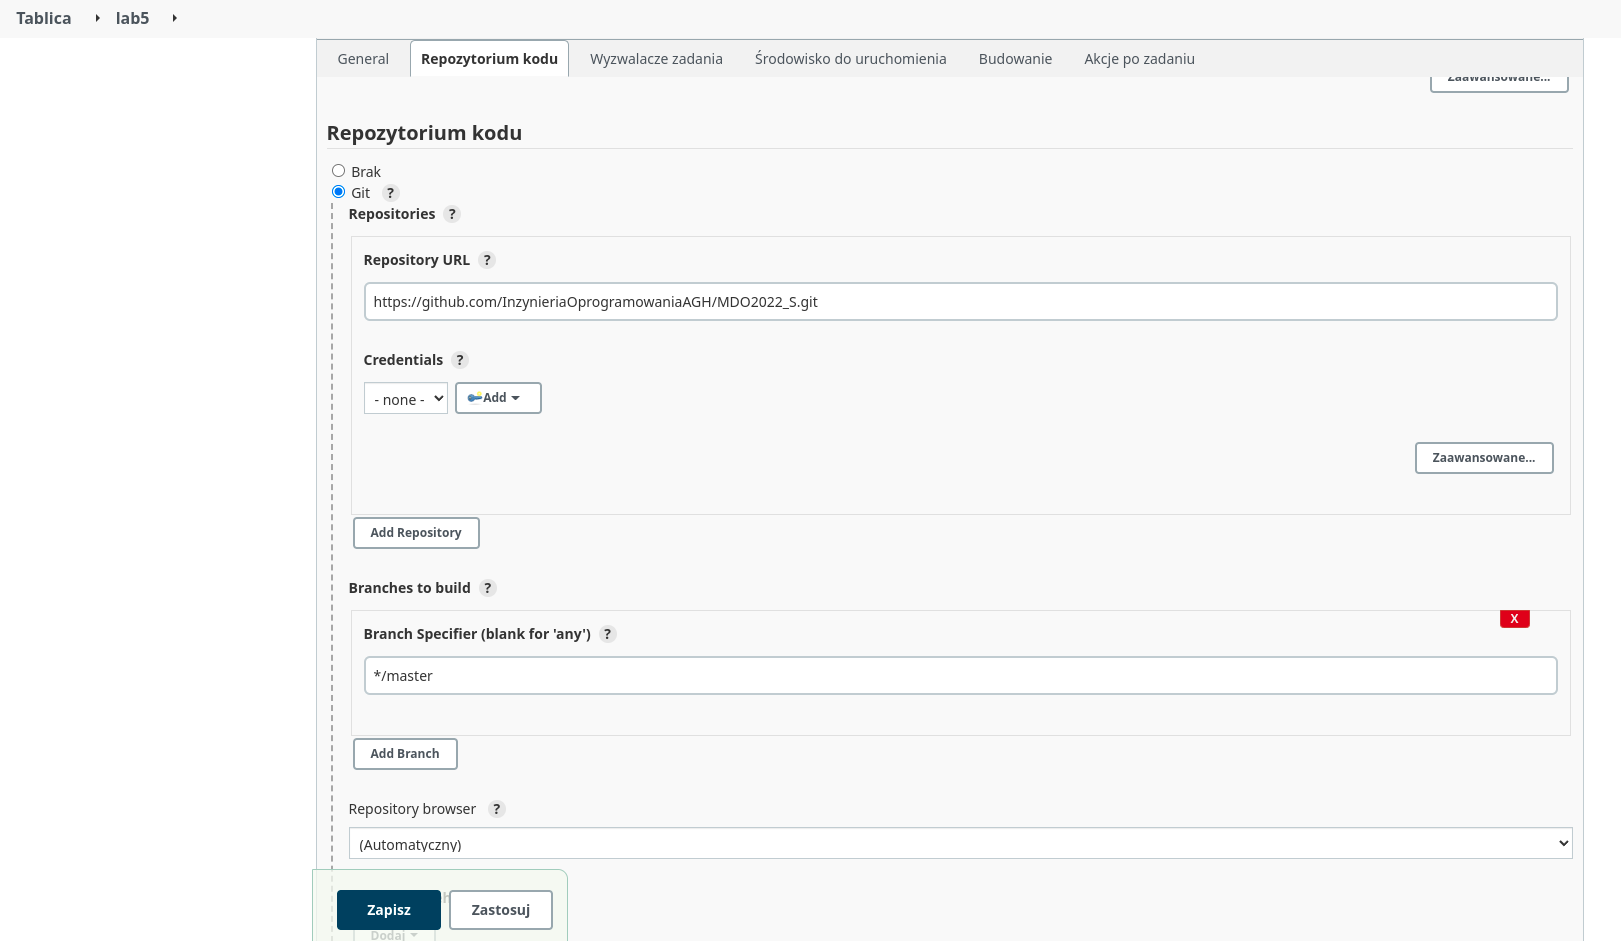 Tablica lab5
General Repozytorium kodu Wyzwalacze zadania Środowisko do uruchomienia Budowanie Akcje po zadaniu
Zaawansowane...
Repozytorium kodu
Brak
Git ?
Repositories ?
Repository URL ?
https://github.com/InzynieriaOprogramowaniaAGH/MDO2022_S.git
Credentials ?
- none - Add
Zaawansowane...
Add Repository
Branches to build ?
X
Branch Specifier (blank for 'any') ?
*/master
Add Branch
Repository browser ?
(Automatyczny)
Zapisz Zastosuj
Dodaj